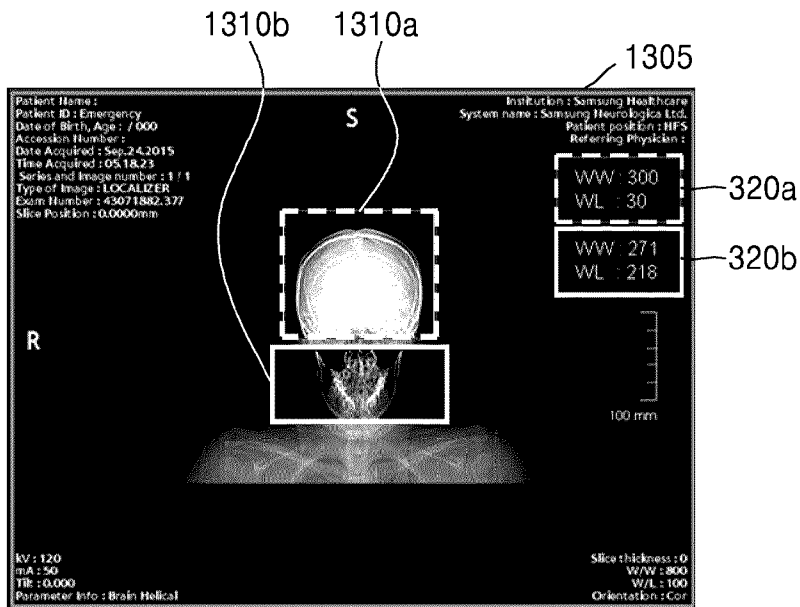 1310b 1310a
1305
Patient Name :
Patient ID : Emergency
Date of Birth, Age : / 000
Accession Number :
Date Acquired : Sep.24.2015
Time Acquired : 05.18.23
Series and Image number : 1 / 1
Type of Image : LOCALIZER
Exam Number : 43071882.377
Slice Position : 0.0000mm
S
Institution : Samsung Healthcare
System name : Samsung Neurologica Ltd.
Patient position : HFS
Referring Physician :
WW : 300
WL : 30
320a
WW : 271
WL : 218
320b
R
100 mm
kV : 120
mA : 50
Tilt : 0.000
Parameter Info : Brain Helical
Slice thickness : 0
W/W : 800
W/L : 100
Orientation : Cor